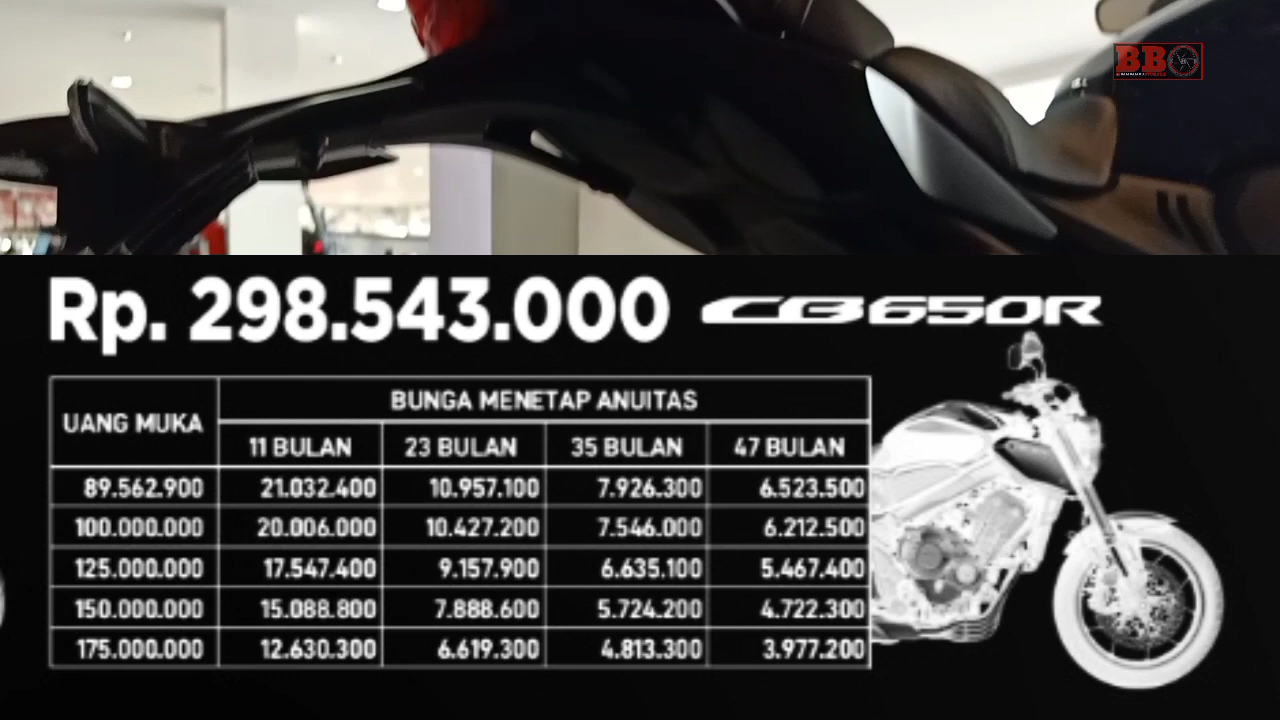 BB
Rp. 298.543.000 CB650R
UANG MUKA BUNGA MENETAP ANUITAS
11 BULAN 23 BULAN 35 BULAN 47 BULAN
89.562.900 21.032.400 10.957.100 7.926.300 6.523.500
100.000.000 20.006.000 10.427.200 7.546.000 6.212.500
125.000.000 17.547.400 9.157.900 6.635.100 5.467.400
150.000.000 15.088.800 7.888.600 5.724.200 4.722.300
175.000.000 12.630.300 6.619.300 4.813.300 3.977.200